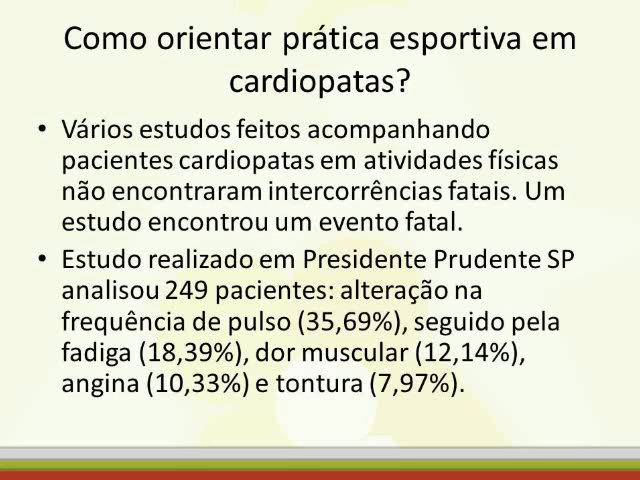 Como orientar prática esportiva em
cardiopatas?
• Vários estudos feitos acompanhando
pacientes cardiopatas em atividades físicas
não encontraram intercorrências fatais. Um
estudo encontrou um evento fatal.
• Estudo realizado em Presidente Prudente SP
analisou 249 pacientes: alteração na
frequência de pulso (35,69%), seguido pela
fadiga (18,39%), dor muscular (12,14%),
angina (10,33%) e tontura (7,97%).